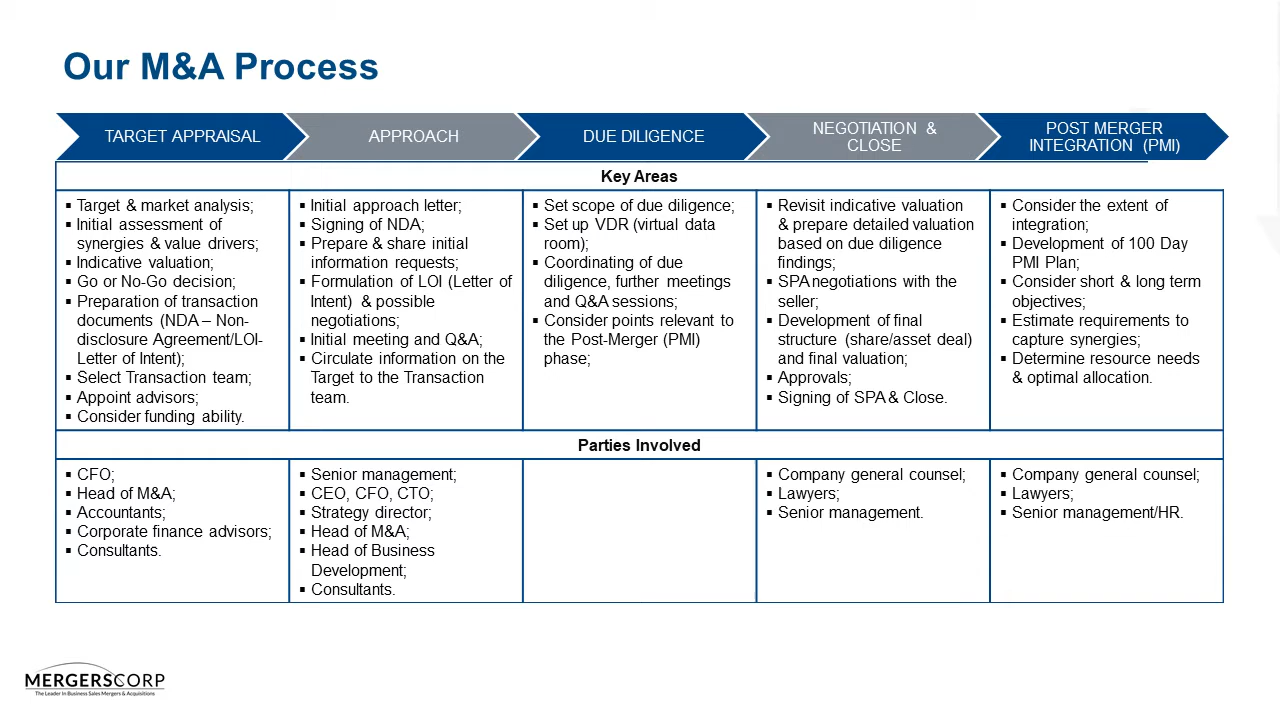 Our M&A Process
TARGET APPRAISAL
APPROACH
DUE DILIGENCE
NEGOTIATION &
CLOSE
POST MERGER
INTEGRATION (PMI)
Key Areas
▪ Target & market analysis;
▪ Initial assessment of
synergies & value drivers;
▪ Indicative valuation;
▪ Go or No-Go decision;
▪ Preparation of transaction
documents (NDA – Non-
disclosure Agreement/LOI-
Letter of Intent);
▪ Select Transaction team;
▪ Appoint advisors;
▪ Consider funding ability.
▪ Initial approach letter;
▪ Signing of NDA;
▪ Prepare & share initial
information requests;
▪ Formulation of LOI (Letter of
Intent) & possible
negotiations;
▪ Initial meeting and Q&A;
▪ Circulate information on the
Target to the Transaction
team.
▪ Set scope of due diligence;
▪ Set up VDR (virtual data
room);
▪ Coordinating of due
diligence, further meetings
and Q&A sessions;
▪ Consider points relevant to
the Post-Merger (PMI)
phase;
▪ Revisit indicative valuation
& prepare detailed valuation
based on due diligence
findings;
▪ SPA negotiations with the
seller;
▪ Development of final
structure (share/asset deal)
and final valuation;
▪ Approvals;
▪ Signing of SPA & Close.
▪ Consider the extent of
integration;
▪ Development of 100 Day
PMI Plan;
▪ Consider short & long term
objectives;
▪ Estimate requirements to
capture synergies;
▪ Determine resource needs
& optimal allocation.
Parties Involved
▪ CFO;
▪ Head of M&A;
▪ Accountants;
▪ Corporate finance advisors;
▪ Consultants.
▪ Senior management;
▪ CEO, CFO, CTO;
▪ Strategy director;
▪ Head of M&A;
▪ Head of Business
Development;
▪ Consultants.
▪ Company general counsel;
▪ Lawyers;
▪ Senior management.
▪ Company general counsel;
▪ Lawyers;
▪ Senior management/HR.
MERGERSCORP
The Leader In Business Sales Mergers & Acquisitions